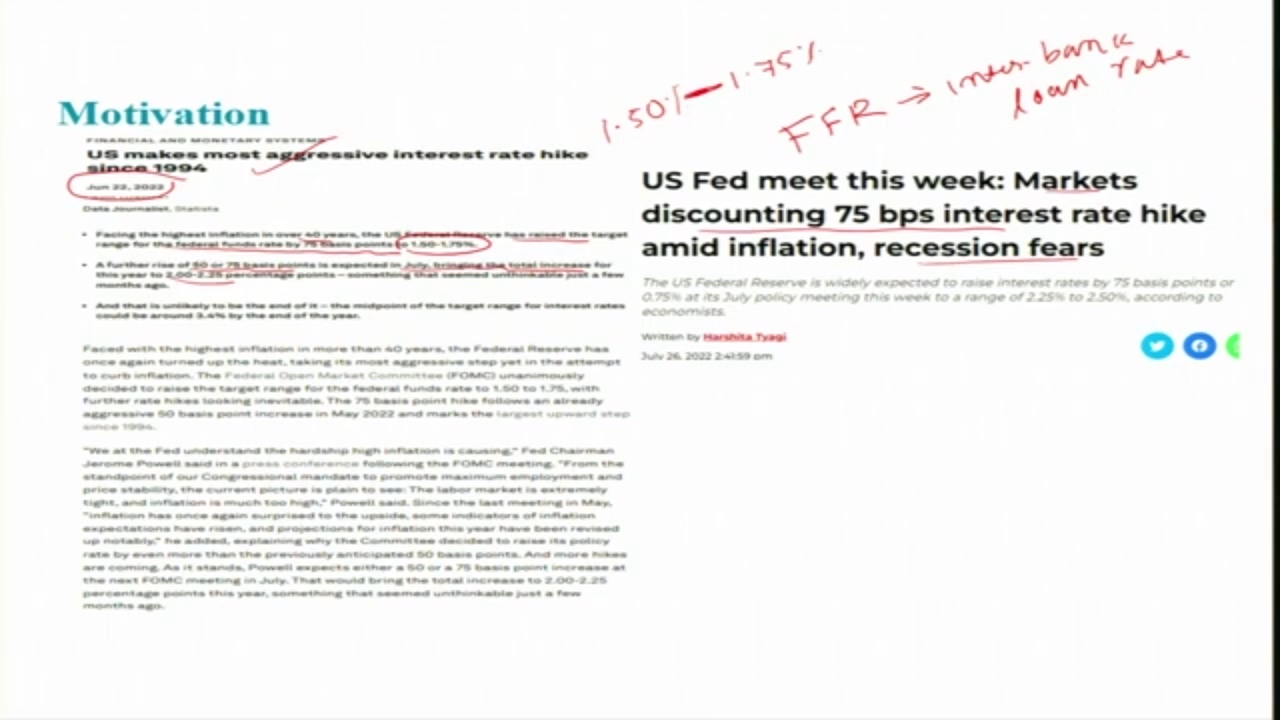 Motivation
FINANCIAL AND MONETARY SYSTEMS
US makes most aggressive interest rate hike
since 1994
Jun 22, 2022
Data Journalist, Statista
• Facing the highest inflation in over 40 years, the US Federal Reserve has raised the target
range for the federal funds rate by 75 basis points to 1.50-1.75%.
• A further rise of 50 or 75 basis points is expected in July, bringing the total increase for
this year to 2.00-2.25 percentage points – something that seemed unthinkable just a few
months ago.
• And that is unlikely to be the end of it – the midpoint of the target range for interest rates
could be around 3.4% by the end of the year.
Faced with the highest inflation in more than 40 years, the Federal Reserve has
once again turned up the heat, taking its most aggressive step yet in the attempt
to curb inflation. The Federal Open Market Committee (FOMC) unanimously
decided to raise the target range for the federal funds rate to 1.50 to 1.75, with
further rate hikes looking inevitable. The 75 basis point hike follows an already
aggressive 50 basis point increase in May 2022 and marks the largest upward step
since 1994.
"We at the Fed understand the hardship high inflation is causing," Fed Chairman
Jerome Powell said in a press conference following the FOMC meeting. "From the
standpoint of our Congressional mandate to promote maximum employment and
price stability, the current picture is plain to see: The labor market is extremely
tight, and inflation is much too high," Powell said. Since the last meeting in May,
"inflation has once again surprised to the upside, some indicators of inflation
expectations have risen, and projections for inflation this year have been revised
up notably," he added, explaining why the Committee decided to raise its policy
rate by even more than the previously anticipated 50 basis points. And more hikes
are coming. As it stands, Powell expects either a 50 or a 75 basis point increase at
the next FOMC meeting in July. That would bring the total increase to 2.00-2.25
percentage points this year, something that seemed unthinkable just a few
months ago.
1.50%–1.75%
FFR → inter-bank
loan rate
US Fed meet this week: Markets
discounting 75 bps interest rate hike
amid inflation, recession fears
The US Federal Reserve is widely expected to raise interest rates by 75 basis points or
0.75% at its July policy meeting this week to a range of 2.25% to 2.50%, according to
economists.
Written by Harshita Tyagi
July 26, 2022 2:41:59 pm